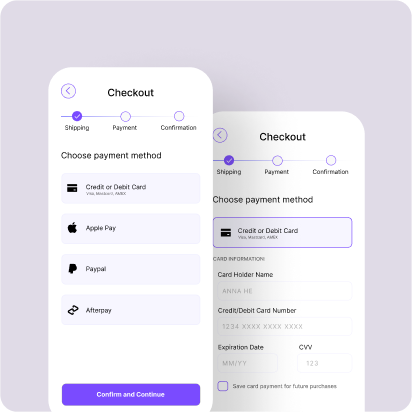 Checkout
Shipping
Payment
Confirmation
Choose payment method
Credit or Debit Card
Visa, Mastercard, AMEX
Apple Pay
Paypal
Afterpay
Confirm and Continue
Checkout
Shipping
Payment
Confirmation
Choose payment method
Credit or Debit Card
Visa, Mastercard, AMEX
CARD INFORMATION:
Card Holder Name
ANNA HE
Credit/Debit Card Number
1234 XXXX XXXX XXXX
Expiration Date
CVV
MM/YY
123
Save card payment for future purchases